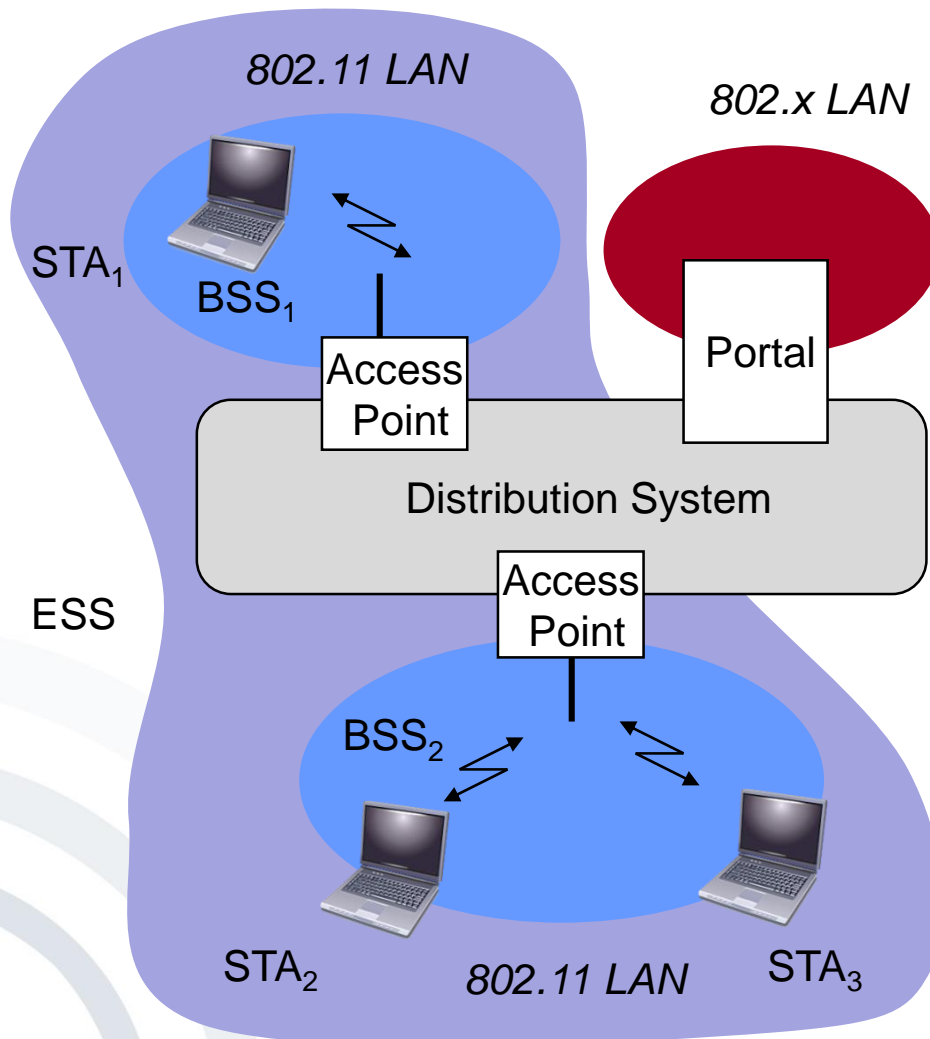 802.11 LAN
802.x LAN
STA₁
BSS₁
Access
Point
Portal
Distribution System
Access
Point
ESS
BSS₂
STA₂
802.11 LAN
STA₃